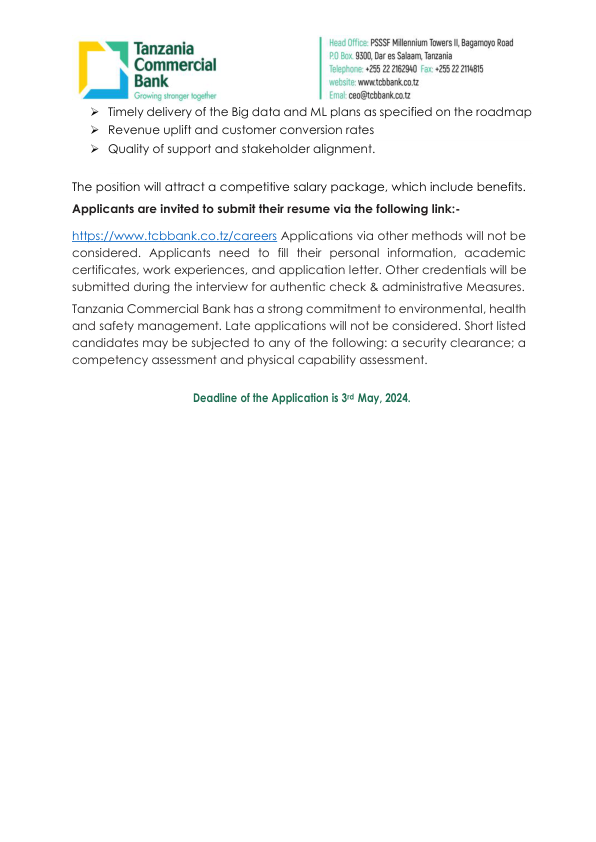 Tanzania
Commercial
Bank
Growing stronger together
Head Office: PSSSF Millennium Towers II, Bagamoyo Road
P.O Box. 9300, Dar es Salaam, Tanzania
Telephone: +255 22 2162940 Fax: +255 22 2114815
website: www.tcbbank.co.tz
Emal: ceo@tcbbank.co.tz
➢ Timely delivery of the Big data and ML plans as specified on the roadmap
➢ Revenue uplift and customer conversion rates
➢ Quality of support and stakeholder alignment.
The position will attract a competitive salary package, which include benefits.
Applicants are invited to submit their resume via the following link:-
https://www.tcbbank.co.tz/careers Applications via other methods will not be
considered. Applicants need to fill their personal information, academic
certificates, work experiences, and application letter. Other credentials will be
submitted during the interview for authentic check & administrative Measures.
Tanzania Commercial Bank has a strong commitment to environmental, health
and safety management. Late applications will not be considered. Short listed
candidates may be subjected to any of the following: a security clearance; a
competency assessment and physical capability assessment.
Deadline of the Application is 3rd May, 2024.